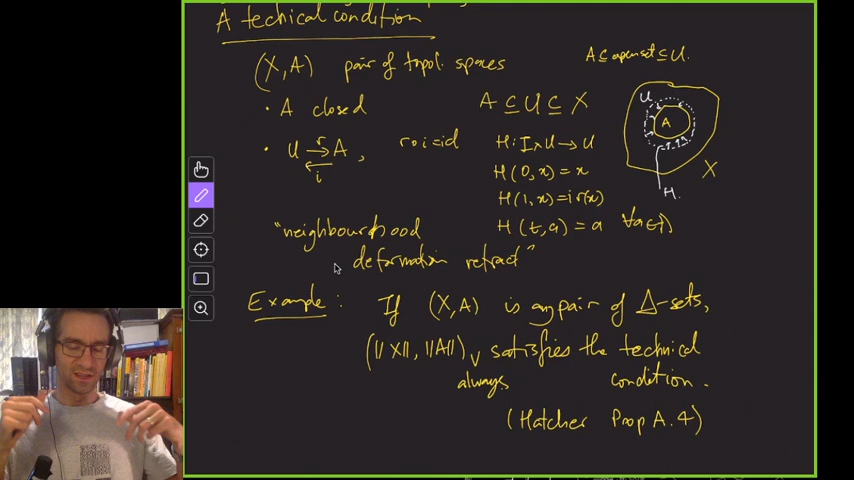 A techical condition
(X, A) pair of topol. spaces
A ⊆ open set ⊆ U.
• A closed
A ⊆ U ⊆ X
• U →r A, r∘i=id
←i
H: I×U → U
H(0,x) = x
H(1,x) = i r(x)
H(t,a) = a ∀a∈A
U
A
X
H.
"neighbourhood
deformation retract"
Example: If (X,A) is any pair of Δ-sets,
(||X||, ||A||) always satisfies the technical
condition.
(Hatcher Prop A.4)